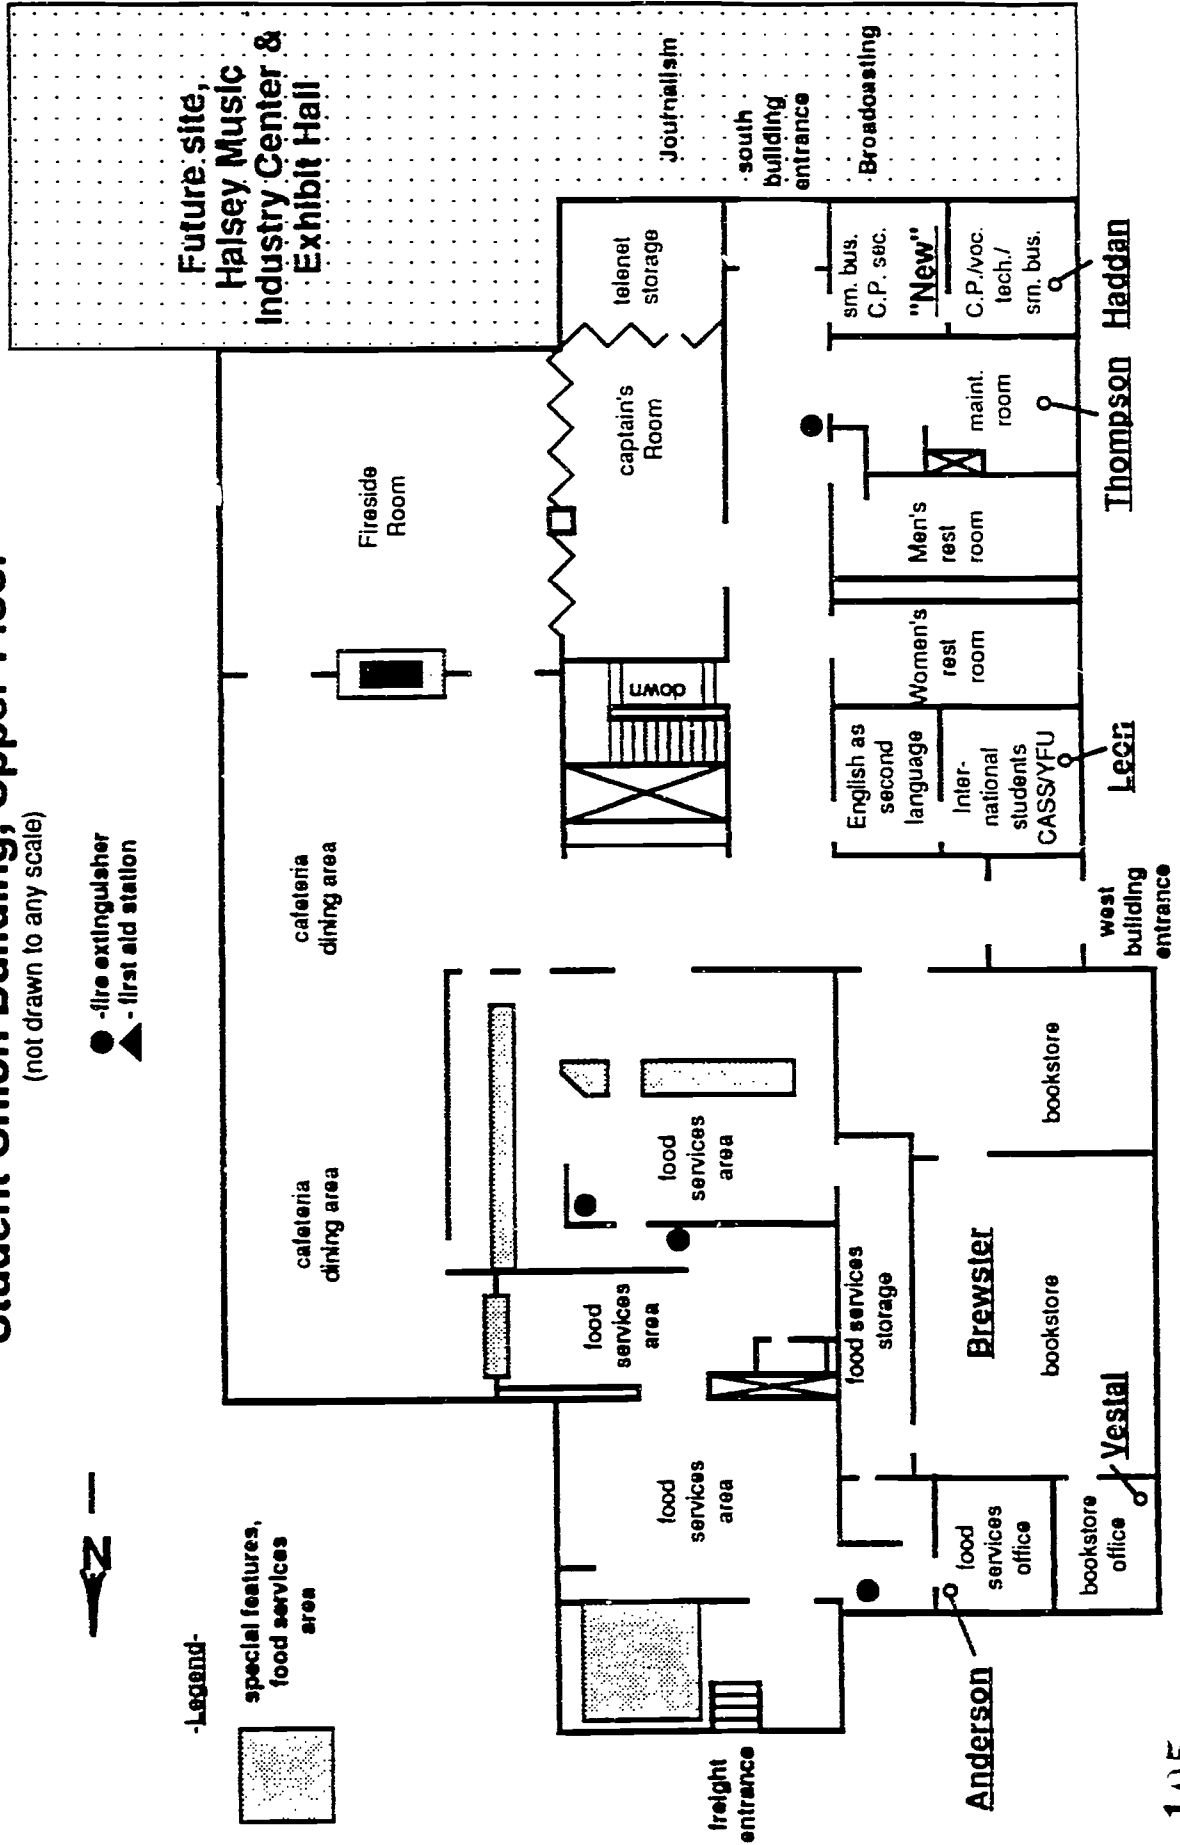 Student Union Building, Upper Floor
(not drawn to any scale)
● -fire extinguisher
▲ - first aid station
N
-Legend-
special features,
food services
area
Future site,
Halsey Music
Industry Center &
Exhibit Hall
Journalism
south
building
entrance
Broadcasting
telenet
storage
sm. bus.
C.P. sec.
"New"
C.P./voc.
tech./
sm. bus.
Haddan
Fireside
Room
captain's
Room
maint.
room
Thompson
Men's
rest
room
Women's
rest
room
down
English as
second
language
Inter-
national
students
CASS/YFU
cafeteria
dining area
west
building
entrance
cafeteria
dining area
food
services
area
bookstore
food
services
area
food services
storage
Brewster
bookstore
Vestal
food
services
area
food
services
office
bookstore
office
Anderson
freight
entrance